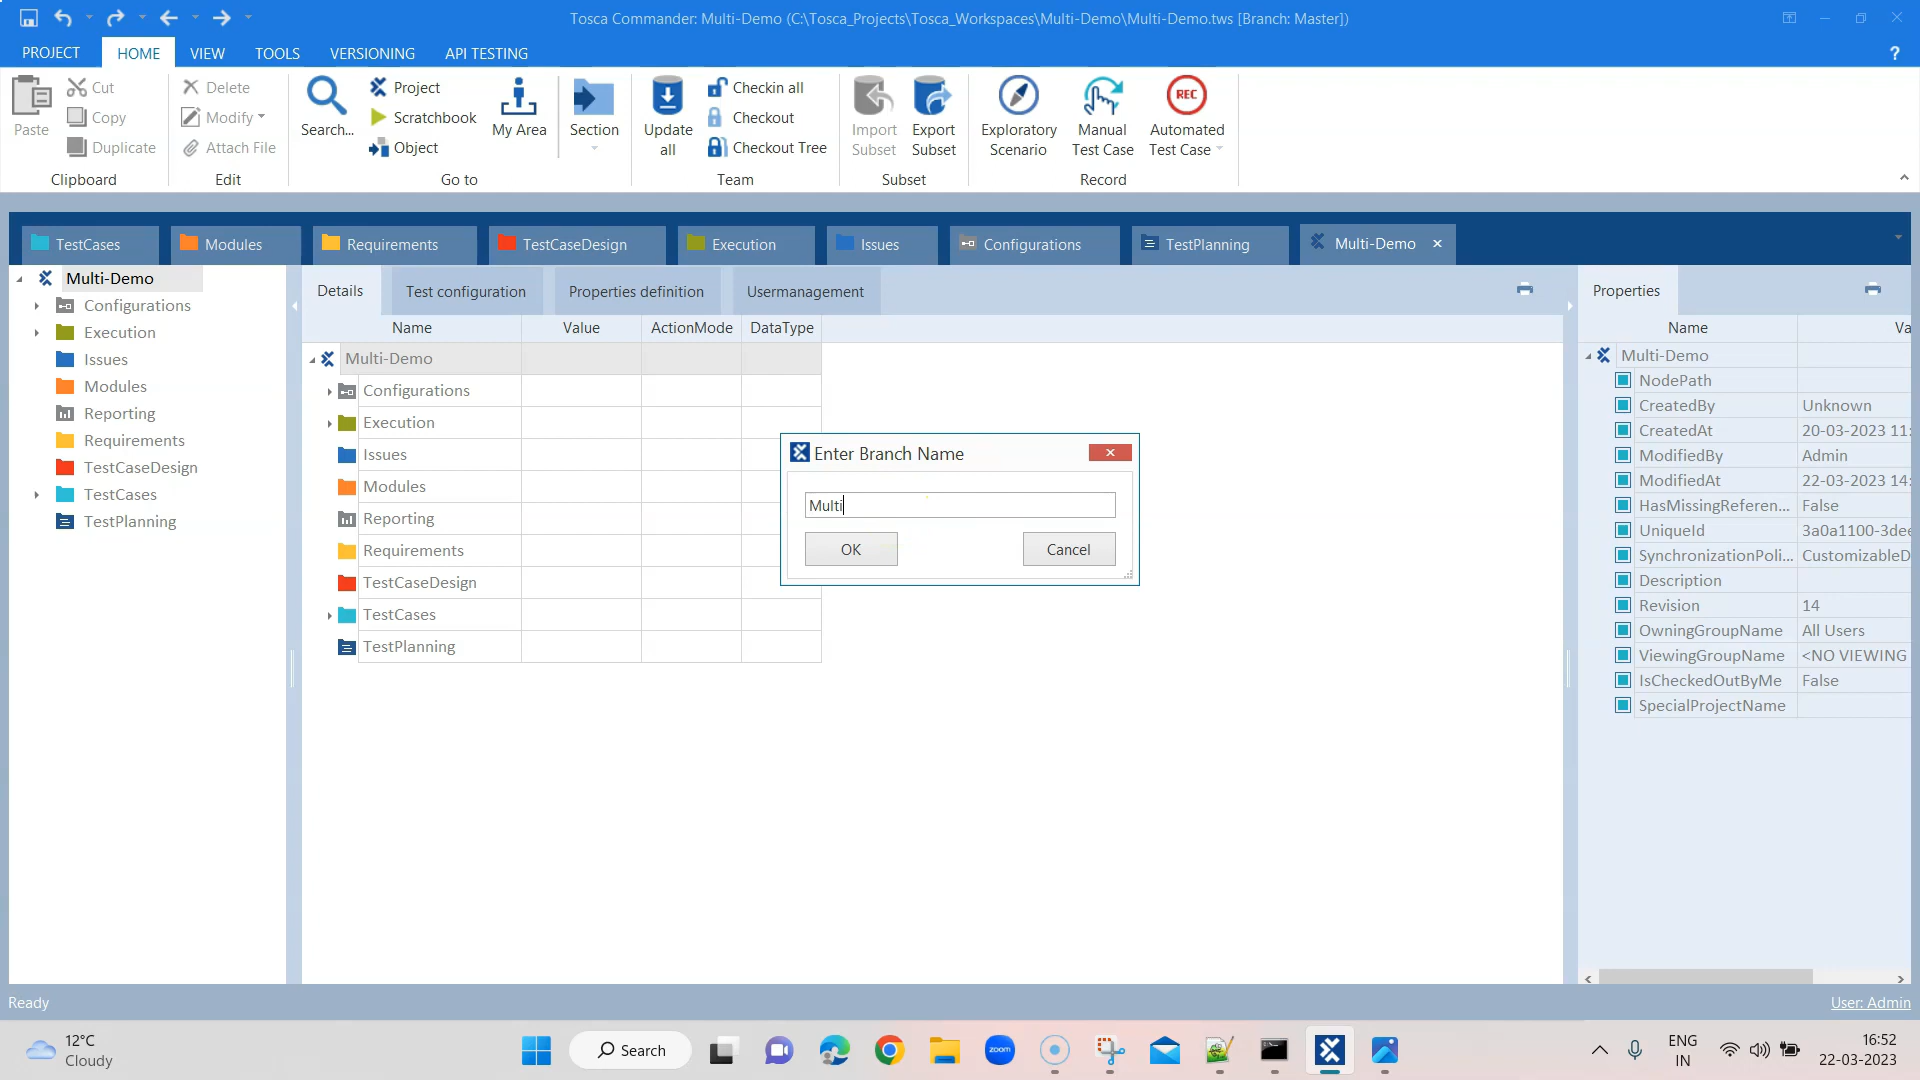 Tosca Commander: Multi-Demo (C:\Tosca_Projects\Tosca_Workspaces\Multi-Demo\Multi-Demo.tws [Branch: Master])
PROJECT HOME VIEW TOOLS VERSIONING API TESTING ?
Paste
Cut
Copy
Duplicate
Clipboard
Delete
Modify
Attach File
Edit
Search...
Project
Scratchbook
Object
My Area
Section
Go to
Update all
Checkin all
Checkout
Checkout Tree
Team
Import Subset
Export Subset
Subset
Exploratory Scenario
Manual Test Case
REC
Automated Test Case
Record
TestCases Modules Requirements TestCaseDesign Execution Issues Configurations TestPlanning Multi-Demo
Multi-Demo
Configurations
Execution
Issues
Modules
Reporting
Requirements
TestCaseDesign
TestCases
TestPlanning
Details Test configuration Properties definition Usermanagement
Name Value ActionMode DataType
Multi-Demo
Configurations
Execution
Issues
Modules
Reporting
Requirements
TestCaseDesign
TestCases
TestPlanning
Enter Branch Name
Multi
OK Cancel
Properties
Name Va
Multi-Demo
NodePath
CreatedBy Unknown
CreatedAt 20-03-2023 11:
ModifiedBy Admin
ModifiedAt 22-03-2023 14:
HasMissingReferen... False
UniqueId 3a0a1100-3dee
SynchronizationPoli... CustomizableD
Description
Revision 14
OwningGroupName All Users
ViewingGroupName <NO VIEWING
IsCheckedOutByMe False
SpecialProjectName
Ready User: Admin
12°C
Cloudy
Search
zoom
ENG
IN
16:52
22-03-2023